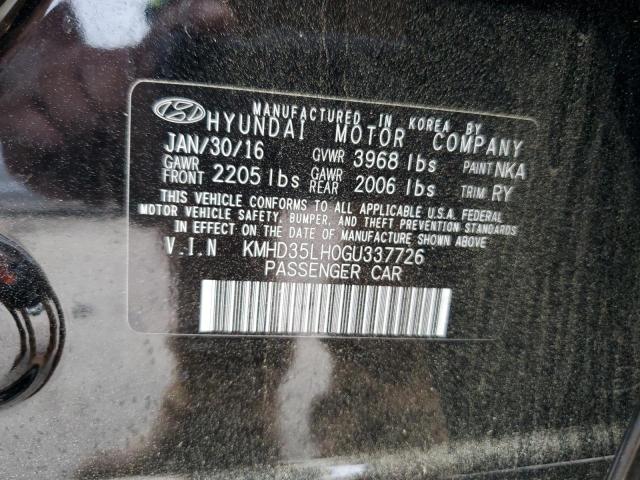 MANUFACTURED IN KOREA BY
HYUNDAI MOTOR COMPANY
JAN/30/16 GVWR 3968 lbs PAINT NKA
GAWR FRONT 2205 lbs GAWR REAR 2006 lbs TRIM RY
THIS VEHICLE CONFORMS TO ALL APPLICABLE U.S.A. FEDERAL
MOTOR VEHICLE SAFETY, BUMPER, AND THEFT PREVENTION STANDARDS
IN EFFECT ON THE DATE OF MANUFACTURE SHOWN ABOVE
V.I.N KMHD35LH0GU337726
PASSENGER CAR